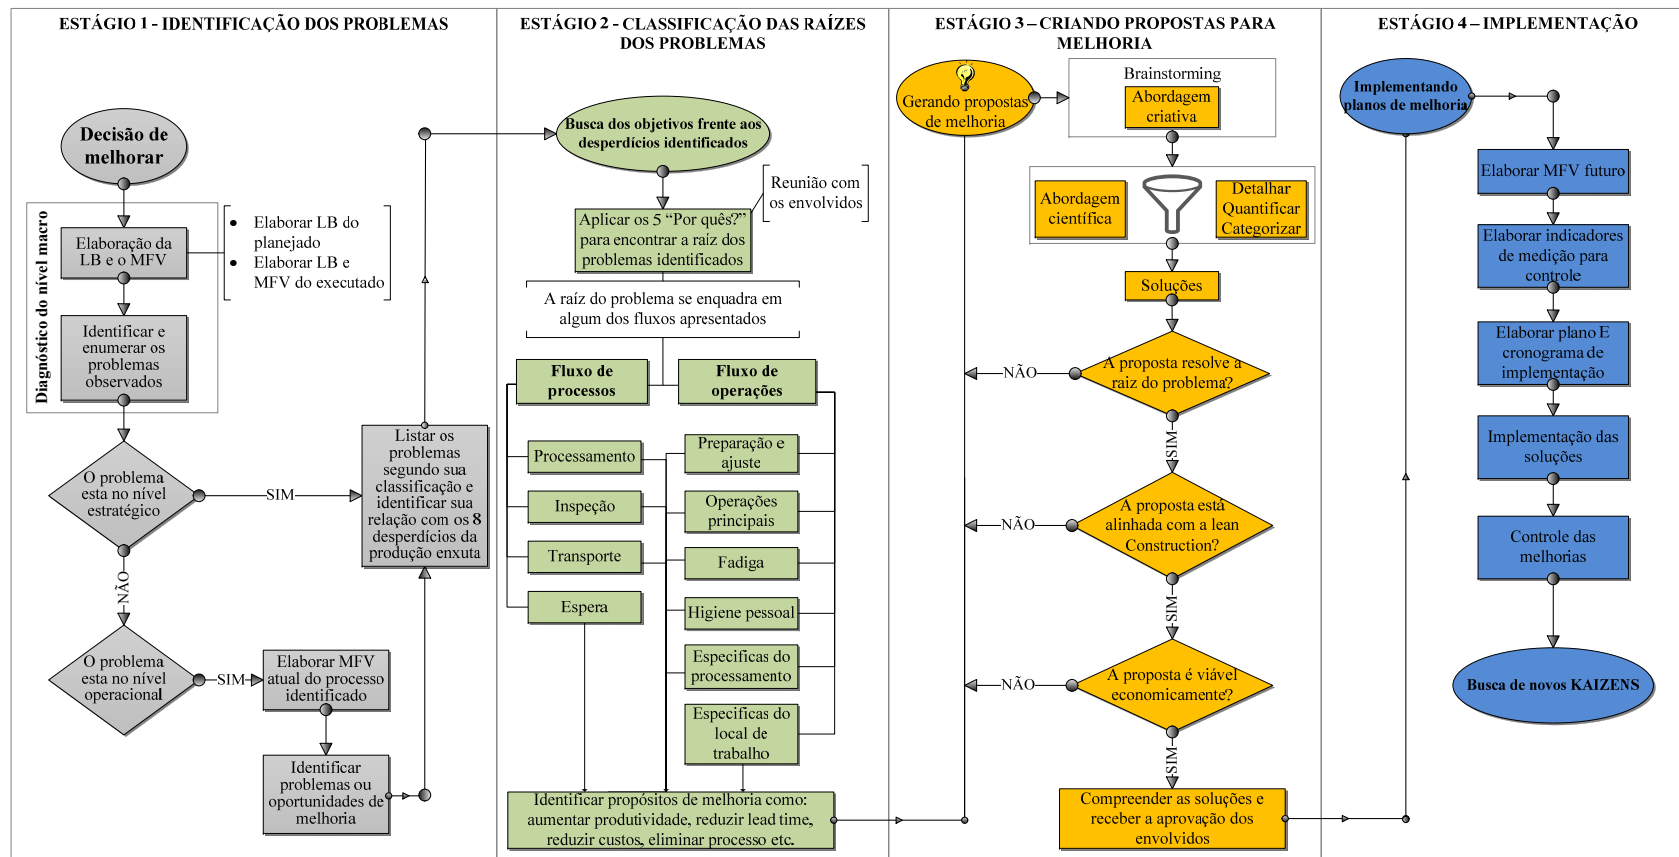 ESTÁGIO 1 - IDENTIFICAÇÃO DOS PROBLEMAS
Decisão de
melhorar
Diagnóstico do nível macro
Elaboração da
LB e o MFV
• Elaborar LB do
planejado
• Elaborar LB e
MFV do executado
Identificar e
enumerar os
problemas
observados
O problema
esta no nível
estratégico
SIM
NÃO
Listar os
problemas
segundo sua
classificação e
identificar sua
relação com os 8
desperdícios da
produção enxuta
O problema
esta no nível
operacional
SIM
Elaborar MFV
atual do processo
identificado
Identificar
problemas ou
oportunidades de
melhoria
ESTÁGIO 2 - CLASSIFICAÇÃO DAS RAÍZES
DOS PROBLEMAS
Busca dos objetivos frente aos
desperdícios identificados
Reunião com
os envolvidos
Aplicar os 5 “Por quês?”
para encontrar a raíz dos
problemas identificados
A raíz do problema se enquadra em
algum dos fluxos apresentados
Fluxo de
processos
Fluxo de
operações
Processamento
Inspeção
Transporte
Espera
Preparação e
ajuste
Operações
principais
Fadiga
Higiene pessoal
Especificas do
processamento
Especificas do
local de
trabalho
Identificar propósitos de melhoria como:
aumentar produtividade, reduzir lead time,
reduzir custos, eliminar processo etc.
ESTÁGIO 3 – CRIANDO PROPOSTAS PARA
MELHORIA
Gerando propostas
de melhoria
Brainstorming
Abordagem
criativa
Abordagem
científica
Detalhar
Quantificar
Categorizar
Soluções
A proposta resolve a
raiz do problema?
NÃO
SIM
A proposta está
alinhada com a lean
Construction?
NÃO
SIM
A proposta é viável
economicamente?
NÃO
SIM
Compreender as soluções e
receber a aprovação dos
envolvidos
ESTÁGIO 4 – IMPLEMENTAÇÃO
Implementando
planos de melhoria
Elaborar MFV futuro
Elaborar indicadores
de medição para
controle
Elaborar plano E
cronograma de
implementação
Implementação das
soluções
Controle das
melhorias
Busca de novos KAIZENS